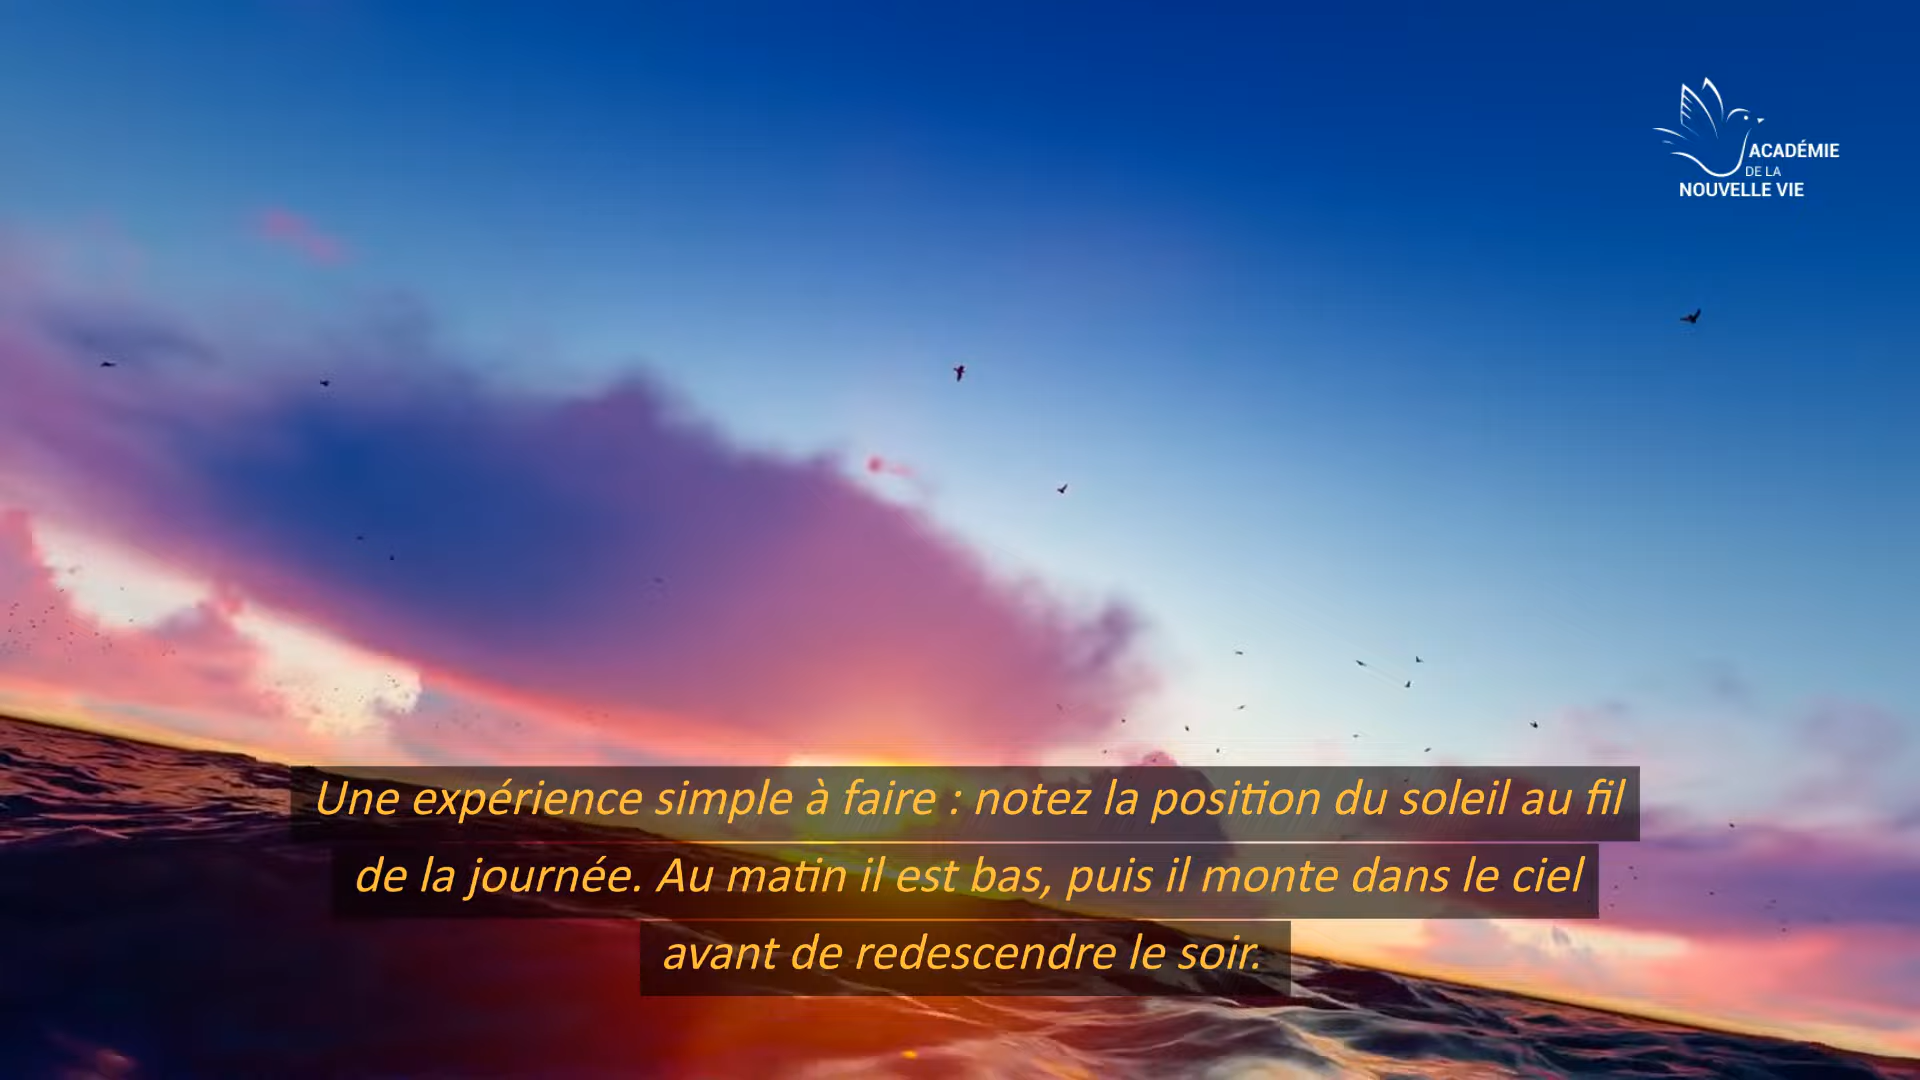 ACADÉMIE
DE LA
NOUVELLE VIE
Une expérience simple à faire : notez la position du soleil au fil
de la journée. Au matin il est bas, puis il monte dans le ciel
avant de redescendre le soir.